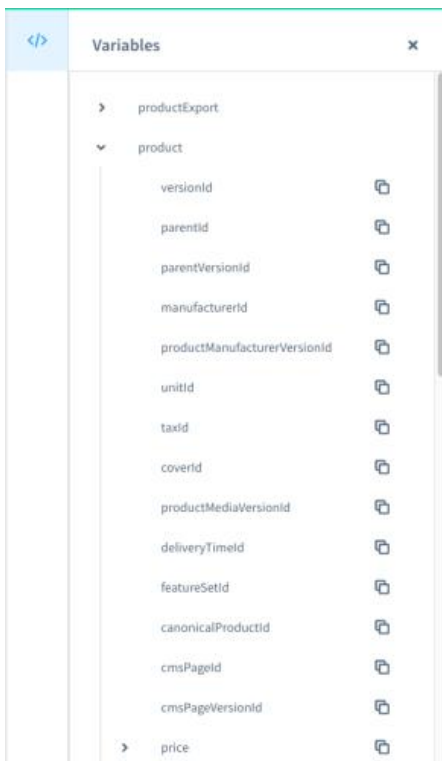 </>
Variables
productExport
product
versionId
parentId
parentVersionId
manufacturerId
productManufacturerVersionId
unitId
taxId
coverId
productMediaVersionId
deliveryTimeId
featureSetId
canonicalProductId
cmsPageId
cmsPageVersionId
price